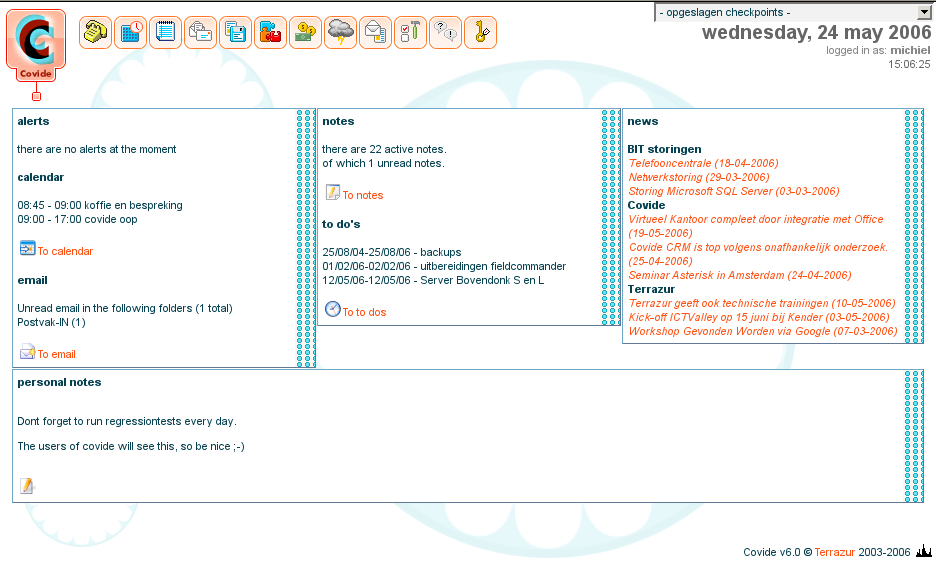 - opgeslagen checkpoints -
wednesday, 24 may 2006
logged in as: michiel
15:06:25
Covide
alerts
there are no alerts at the moment
calendar
08:45 - 09:00 koffie en bespreking
09:00 - 17:00 covide oop
To calendar
email
Unread email in the following folders (1 total)
Postvak-IN (1)
To email
notes
there are 22 active notes.
of which 1 unread notes.
To notes
to do's
25/08/04-25/08/06 - backups
01/02/06-02/02/06 - uitbereidingen fieldcommander
12/05/06-12/05/06 - Server Bovendonk S en L
To to dos
news
BIT storingen
Telefooncentrale (18-04-2006)
Netwerkstoring (29-03-2006)
Storing Microsoft SQL Server (03-03-2006)
Covide
Virtueel Kantoor compleet door integratie met Office
(19-05-2006)
Covide CRM is top volgens onafhankelijk onderzoek.
(25-04-2006)
Seminar Asterisk in Amsterdam (24-04-2006)
Terrazur
Terrazur geeft ook technische trainingen (10-05-2006)
Kick-off ICTValley op 15 juni bij Kender (03-05-2006)
Workshop Gevonden Worden via Google (07-03-2006)
personal notes
Dont forget to run regressiontests every day.
The users of covide will see this, so be nice ;-)
Covide v6.0 © Terrazur 2003-2006